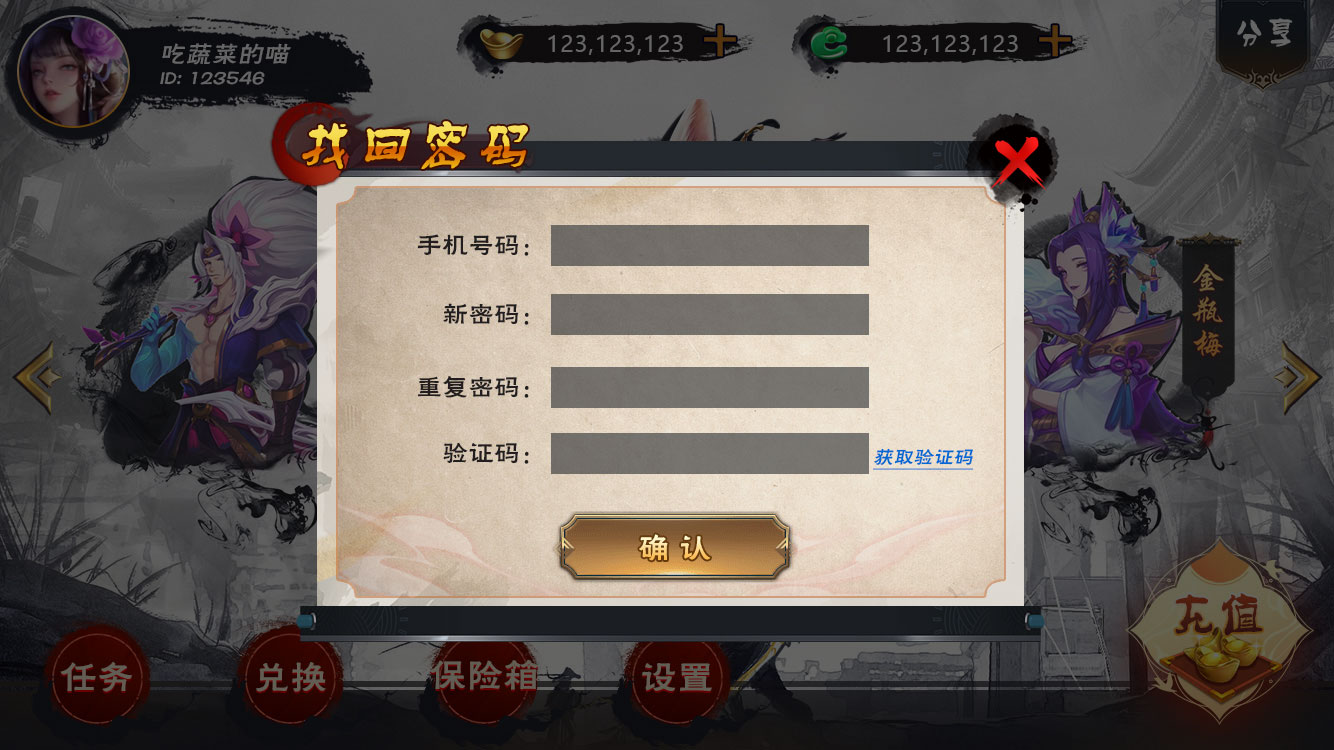 吃蔬菜的喵
ID: 123546
123,123,123
123,123,123
分享
找回密码
手机号码：
新密码：
重复密码：
验证码：
获取验证码
确认
金瓶梅
任务
兑换
保险箱
设置
充值